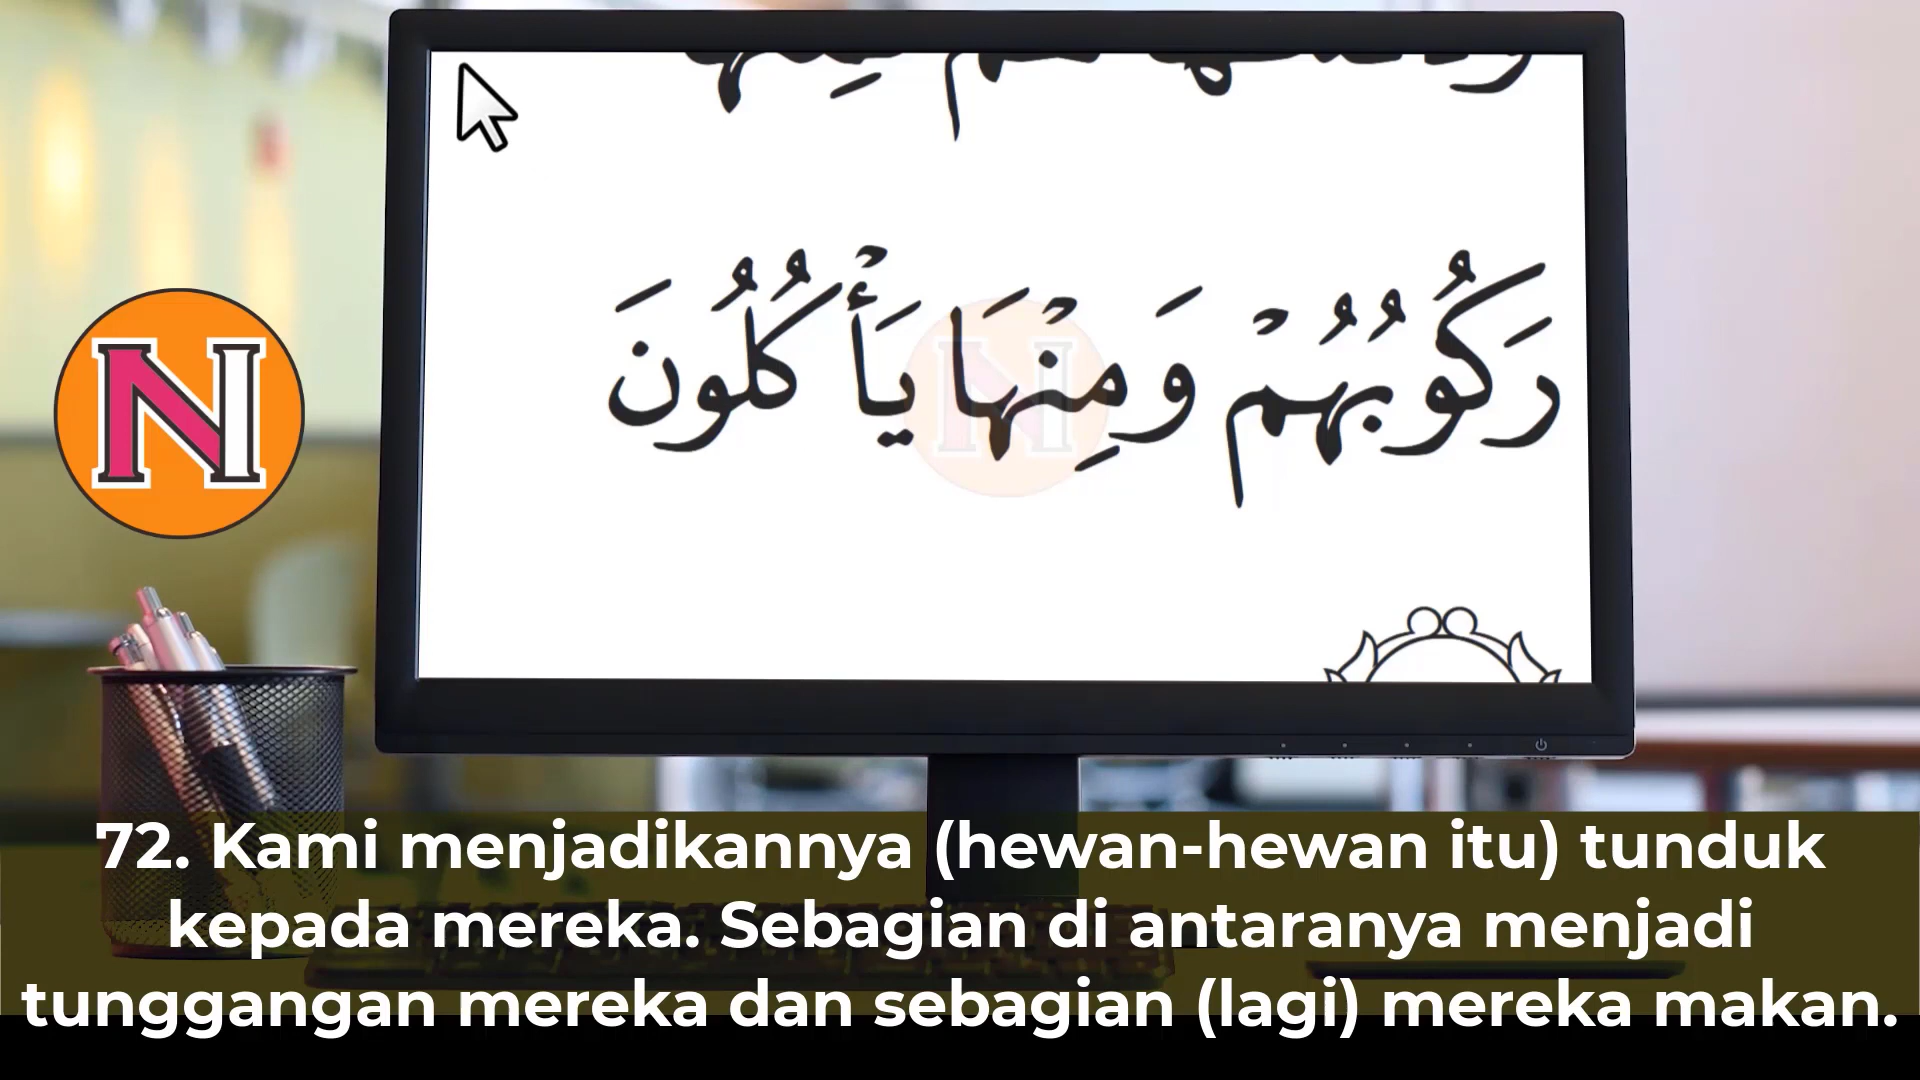 رَكُوبُهُمْ وَمِنْهَا يَأْكُلُونَ
N
72. Kami menjadikannya (hewan-hewan itu) tunduk
kepada mereka. Sebagian di antaranya menjadi
tunggangan mereka dan sebagian (lagi) mereka makan.